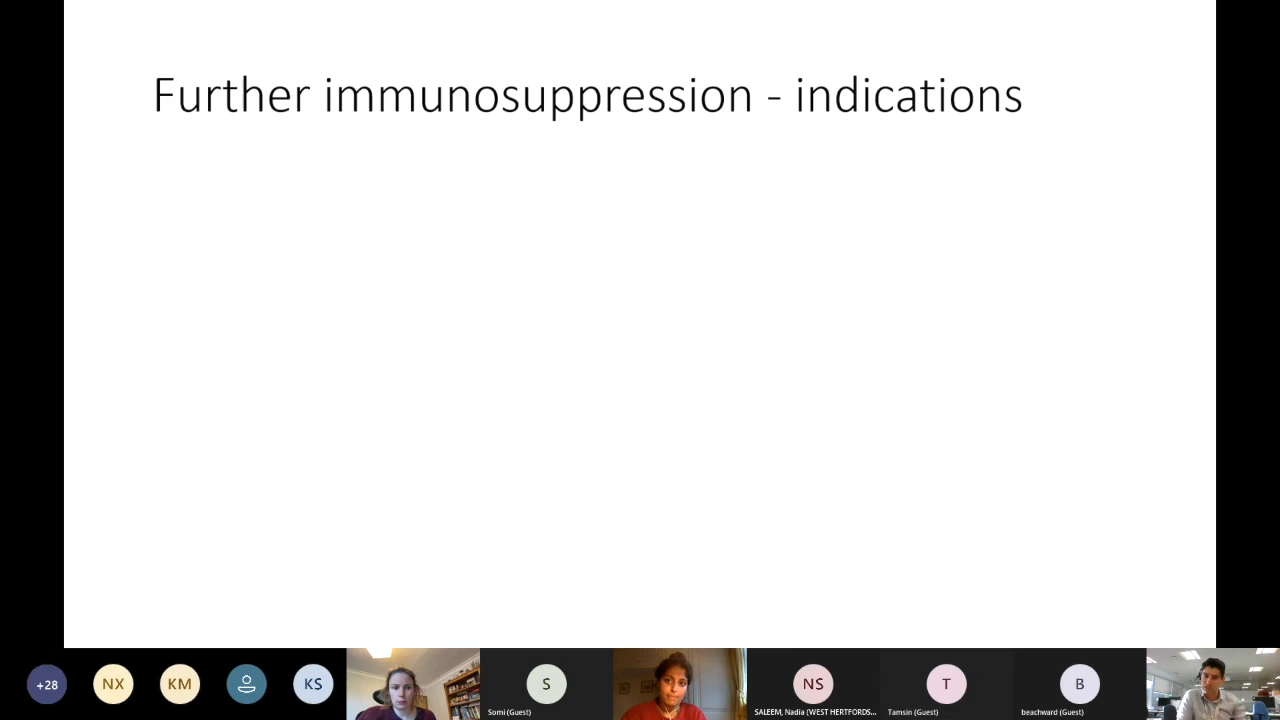 Further immunosuppression - indications
+28
NX
KM
KS
S
Somi (Guest)
NS
SALEEM, Nadia (WEST HERTFORDS...
T
Tamsin (Guest)
B
beachward (Guest)